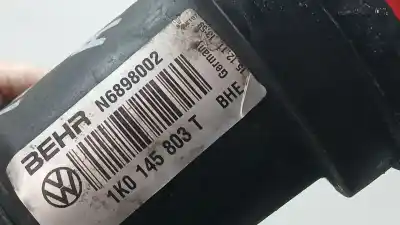 BEHR N6898002
1K0 145 803 T
BHE
Germany